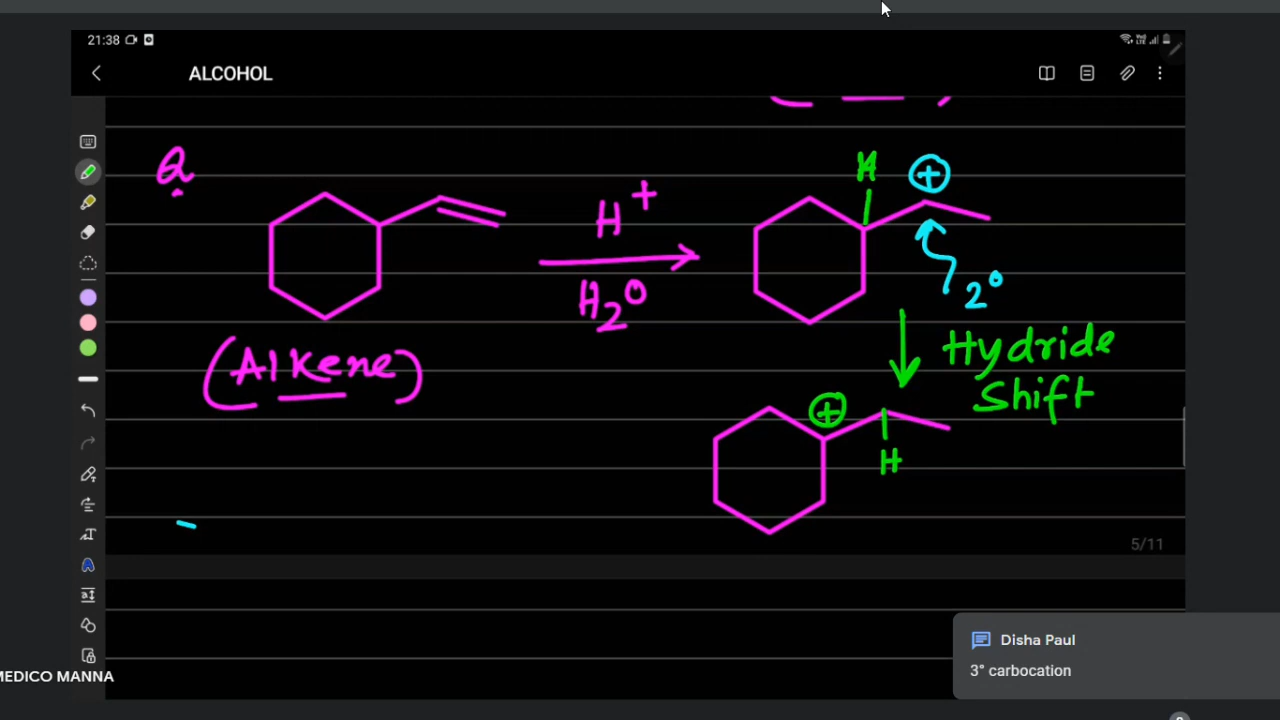 21:38
ALCOHOL
Q
H
H+
H2O
2°
(Alkene)
Hydride
Shift
H
5/11
Disha Paul
3° carbocation
MEDICO MANNA